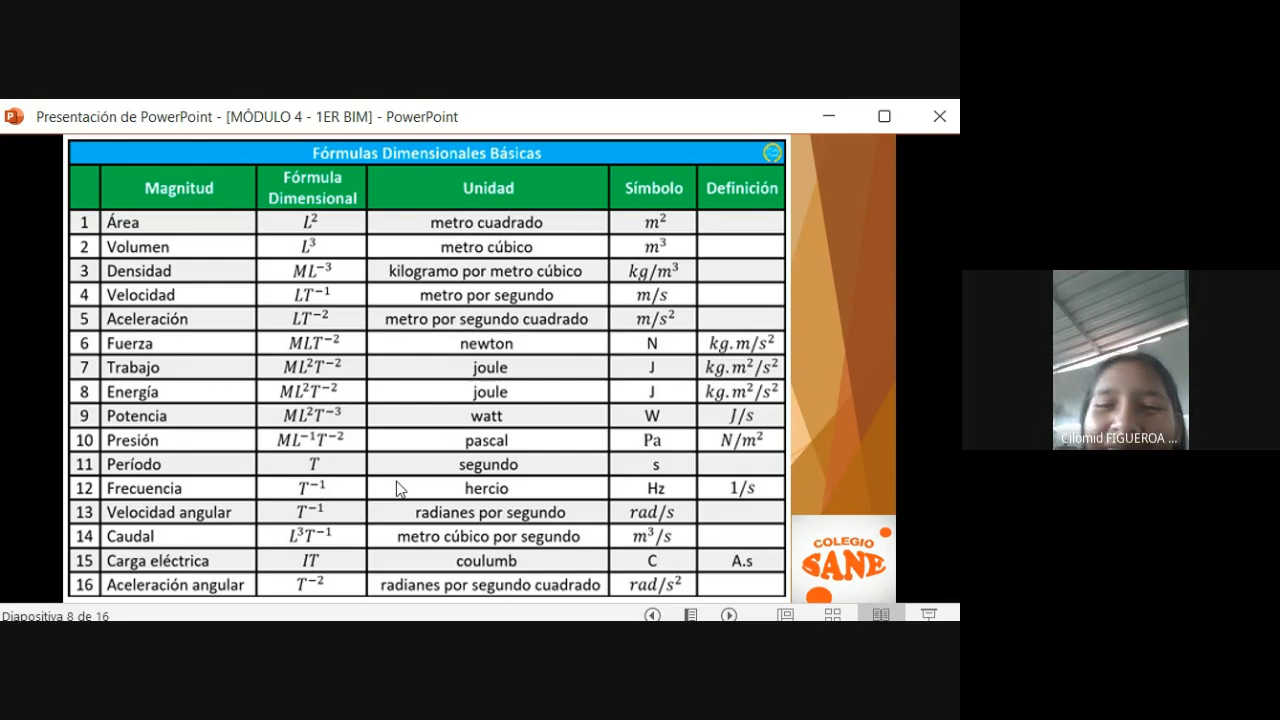 Presentación de PowerPoint - [MÓDULO 4 - 1ER BIM] - PowerPoint
Fórmulas Dimensionales Básicas
Magnitud Fórmula Dimensional Unidad Símbolo Definición
1 Área L² metro cuadrado m²
2 Volumen L³ metro cúbico m³
3 Densidad ML⁻³ kilogramo por metro cúbico kg/m³
4 Velocidad LT⁻¹ metro por segundo m/s
5 Aceleración LT⁻² metro por segundo cuadrado m/s²
6 Fuerza MLT⁻² newton N kg.m/s²
7 Trabajo ML²T⁻² joule J kg.m²/s²
8 Energía ML²T⁻² joule J kg.m²/s²
9 Potencia ML²T⁻³ watt W J/s
10 Presión ML⁻¹T⁻² pascal Pa N/m²
11 Período T segundo s
12 Frecuencia T⁻¹ hercio Hz 1/s
13 Velocidad angular T⁻¹ radianes por segundo rad/s
14 Caudal L³T⁻¹ metro cúbico por segundo m³/s
15 Carga eléctrica IT coulumb C A.s
16 Aceleración angular T⁻² radianes por segundo cuadrado rad/s²
COLEGIO
SANE
Diapositiva 8 de 16
Cilomid FIGUEROA ...